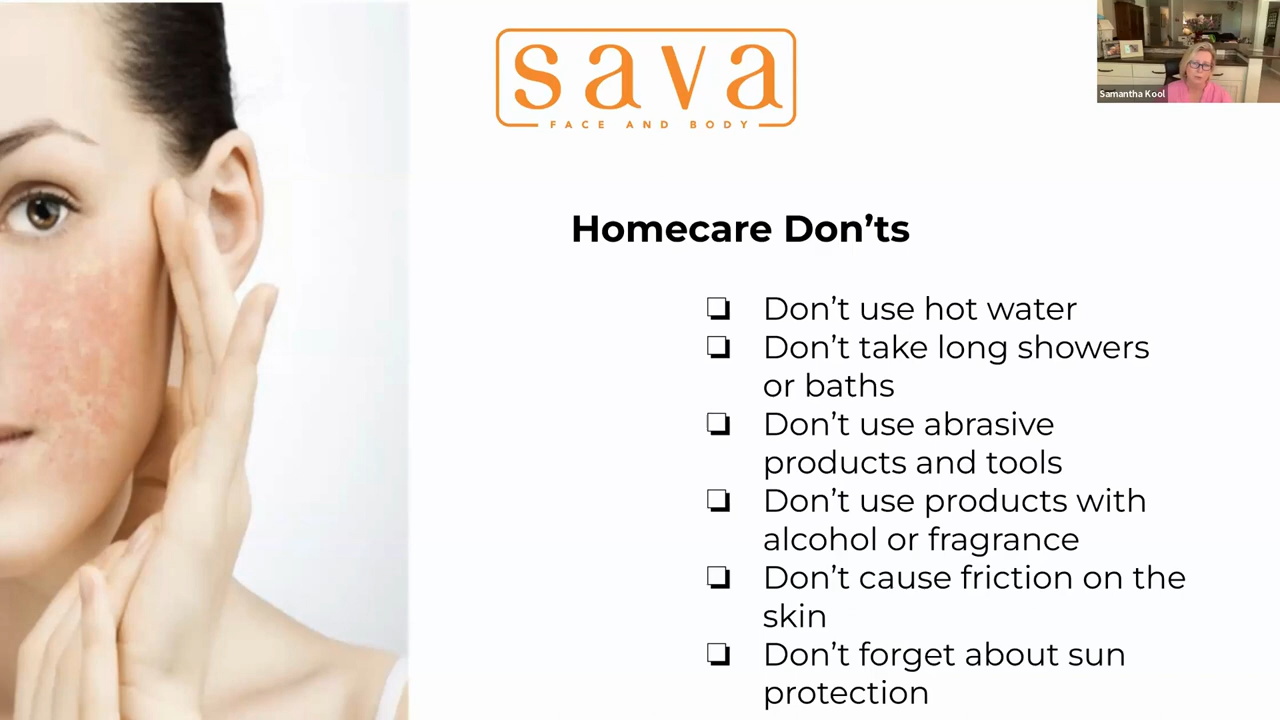 sava
FACE AND BODY
Samantha Kool
Homecare Don’ts
❏ Don’t use hot water
❏ Don’t take long showers
or baths
❏ Don’t use abrasive
products and tools
❏ Don’t use products with
alcohol or fragrance
❏ Don’t cause friction on the
skin
❏ Don’t forget about sun
protection